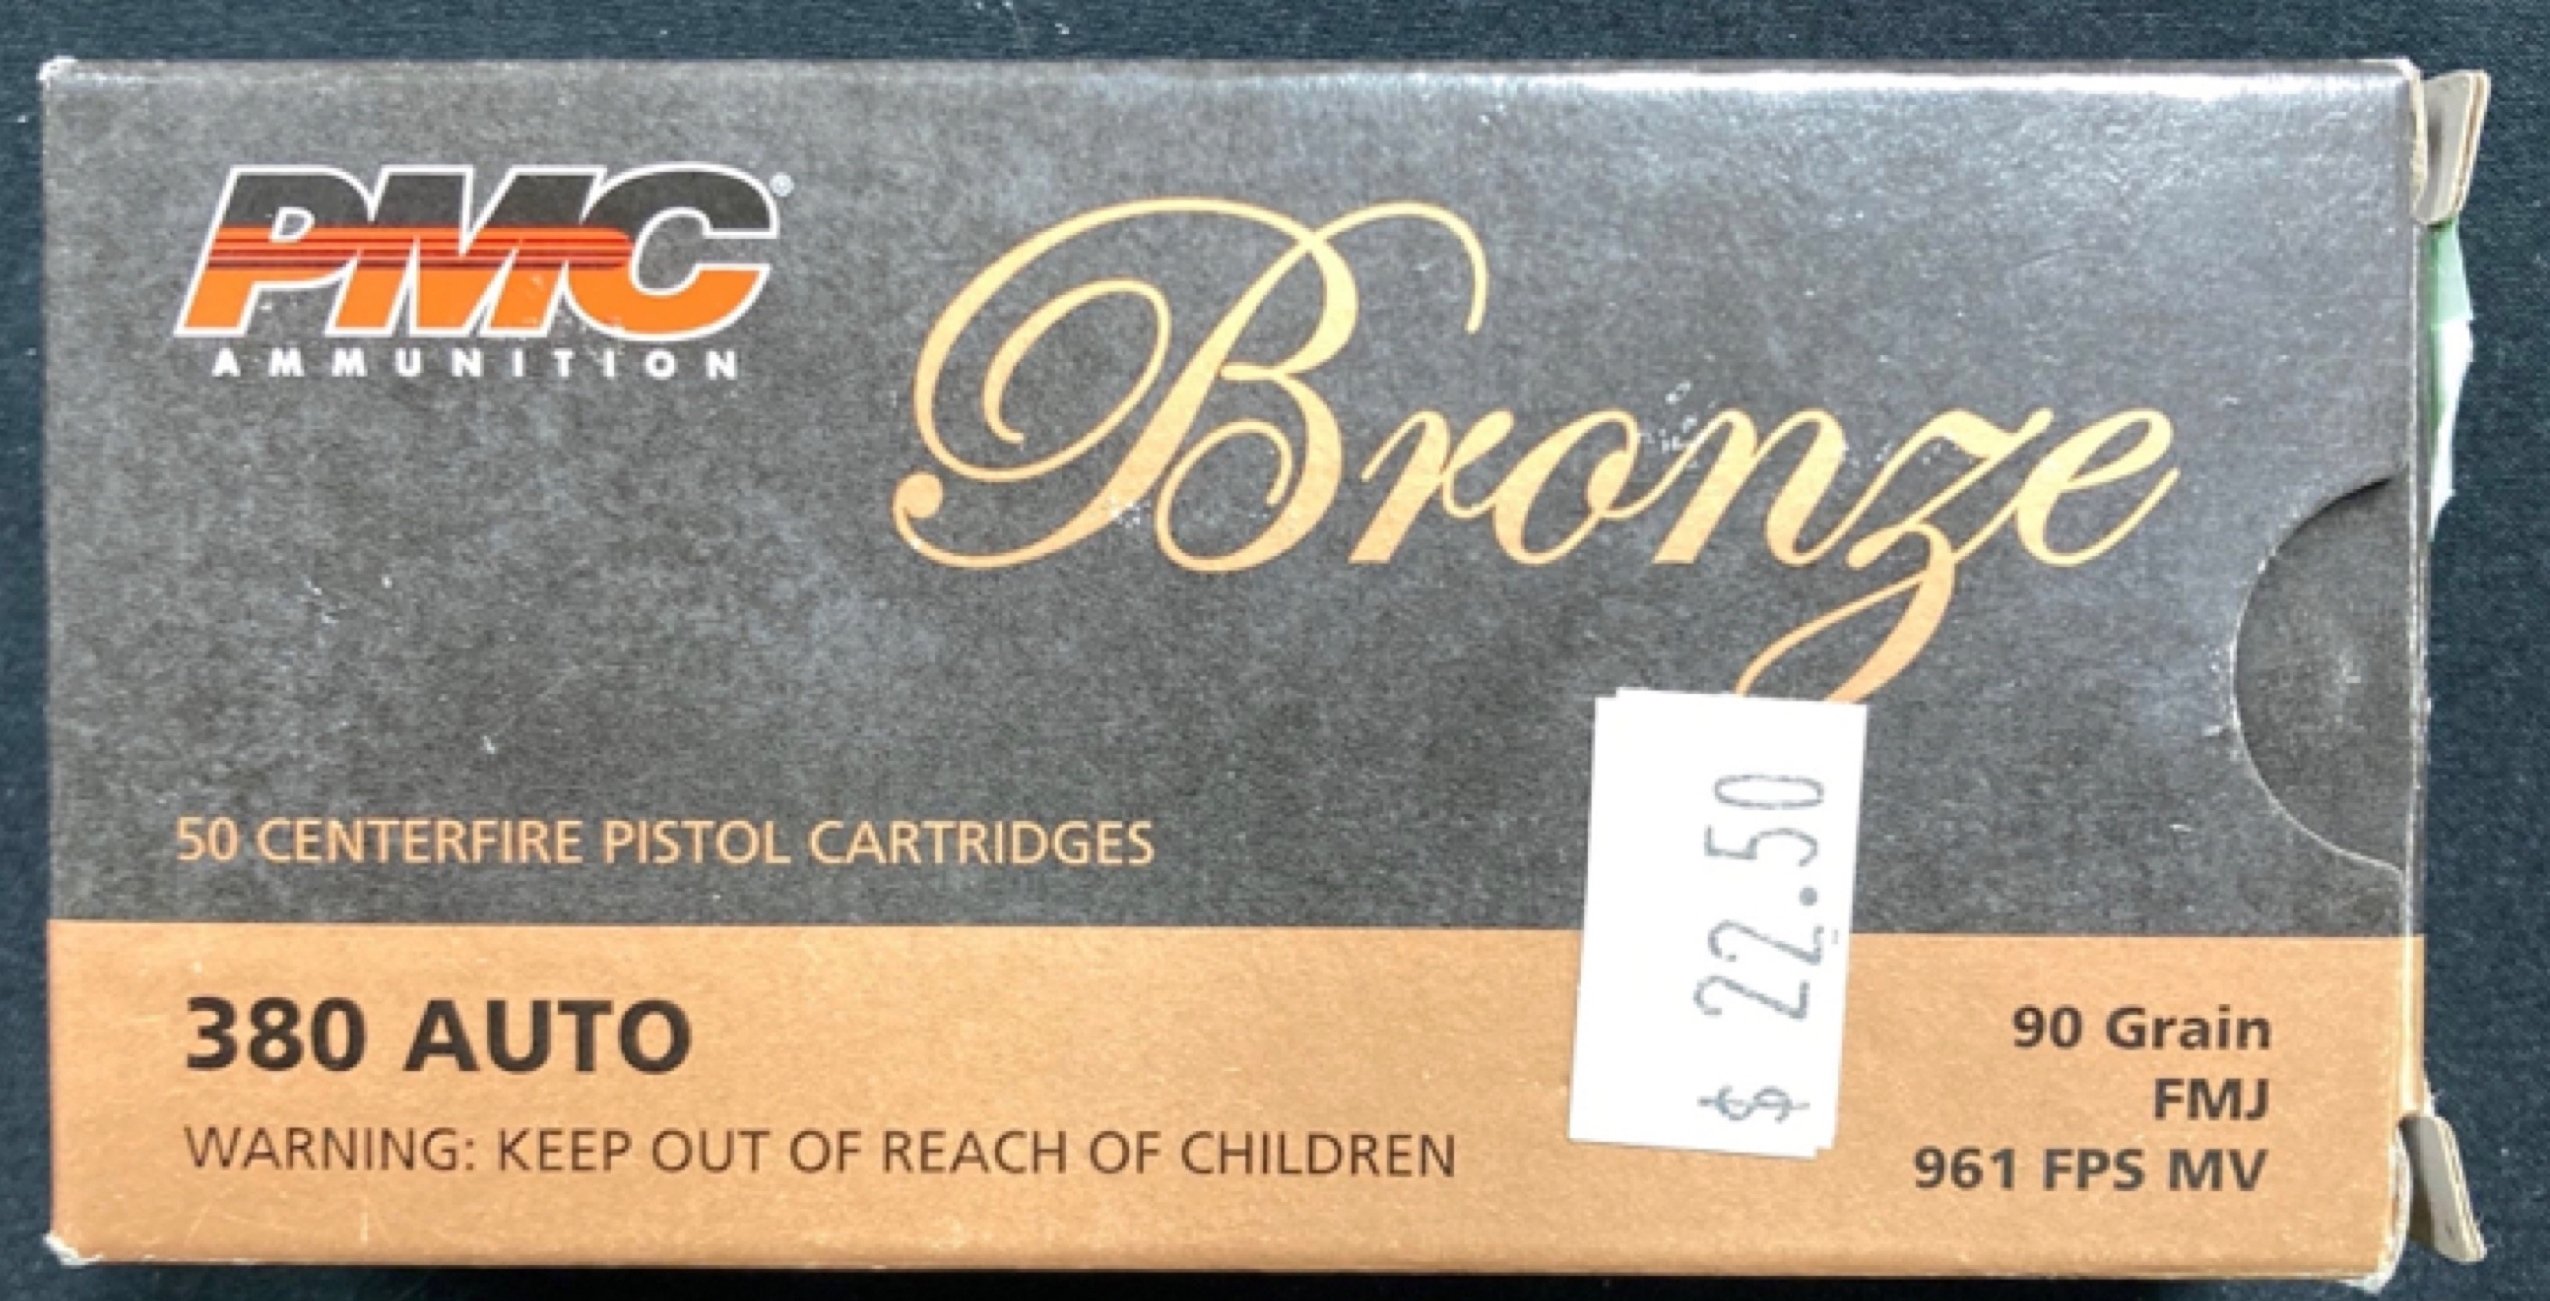 PMC®
AMMUNITION
Bronze
50 CENTERFIRE PISTOL CARTRIDGES
$ 22.50
380 AUTO
WARNING: KEEP OUT OF REACH OF CHILDREN
90 Grain
FMJ
961 FPS MV